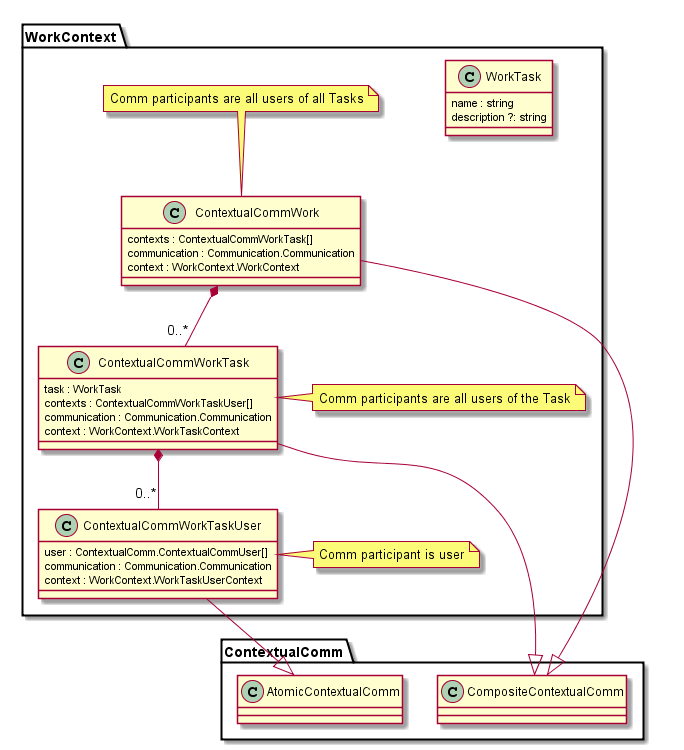 WorkContext
C WorkTask
name : string
description ?: string
Comm participants are all users of all Tasks
C ContextualCommWork
contexts : ContextualCommWorkTask[]
communication : Communication.Communication
context : WorkContext.WorkContext
0..*
C ContextualCommWorkTask
task : WorkTask
contexts : ContextualCommWorkTaskUser[]
communication : Communication.Communication
context : WorkContext.WorkTaskContext
Comm participants are all users of the Task
0..*
C ContextualCommWorkTaskUser
user : ContextualComm.ContextualCommUser[]
communication : Communication.Communication
context : WorkContext.WorkTaskUserContext
Comm participant is user
ContextualComm
C AtomicContextualComm
C CompositeContextualComm